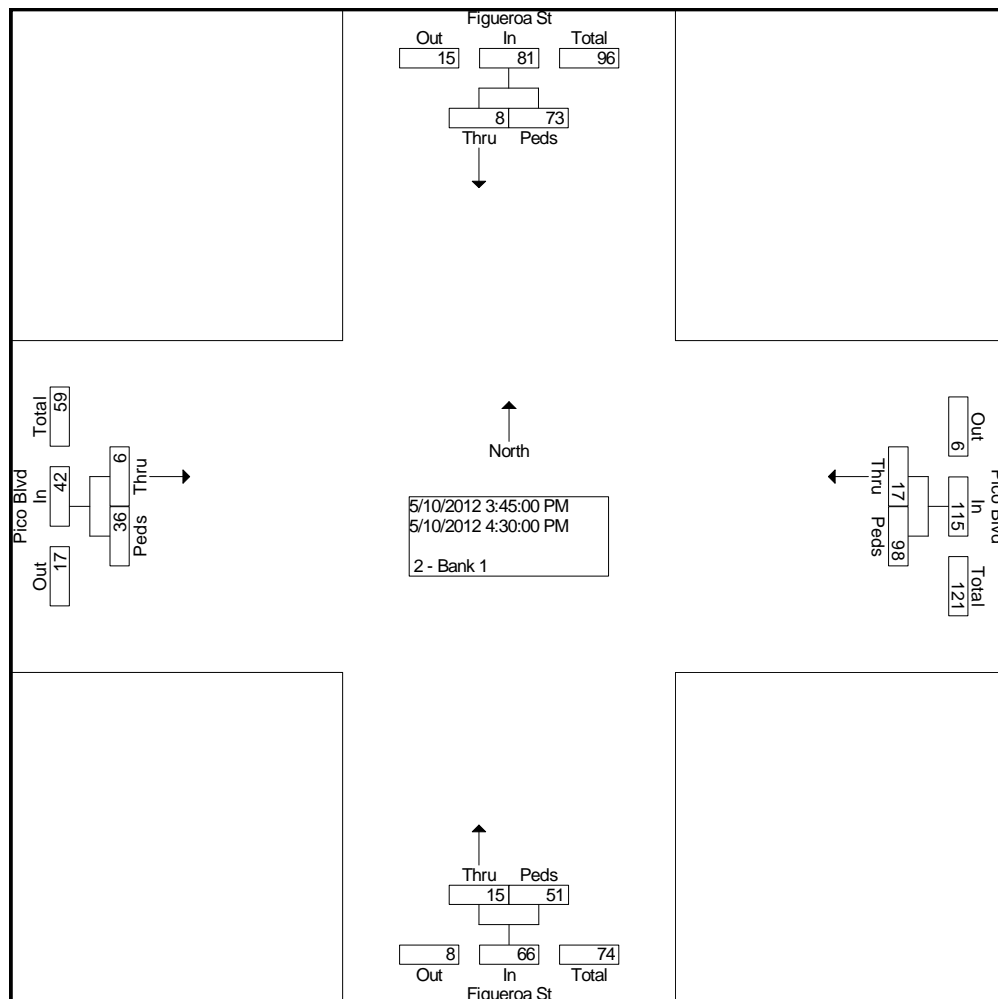 Figueroa St
Out In Total
15 81 96
8 73
Thru Peds
Pico Blvd
Total In Out
59 42 17
Thru Peds
6 36
North
5/10/2012 3:45:00 PM
5/10/2012 4:30:00 PM
2 - Bank 1
Thru Peds
17 98
Out In Total
6 115 121
Pico Blvd
Thru Peds
15 51
8 66 74
Out In Total
Figueroa St